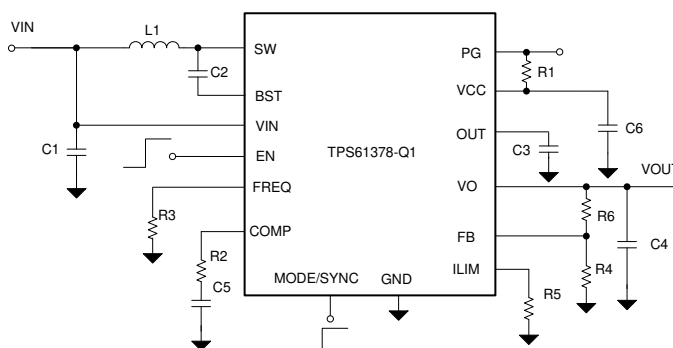 VIN
L1
SW
C2
BST
VIN
C1
EN
FREQ
R3
COMP
R2
C5
MODE/SYNC
GND
TPS61378-Q1
PG
R1
VCC
C6
OUT
C3
VO
VOUT
R6
FB
C4
R4
ILIM
R5